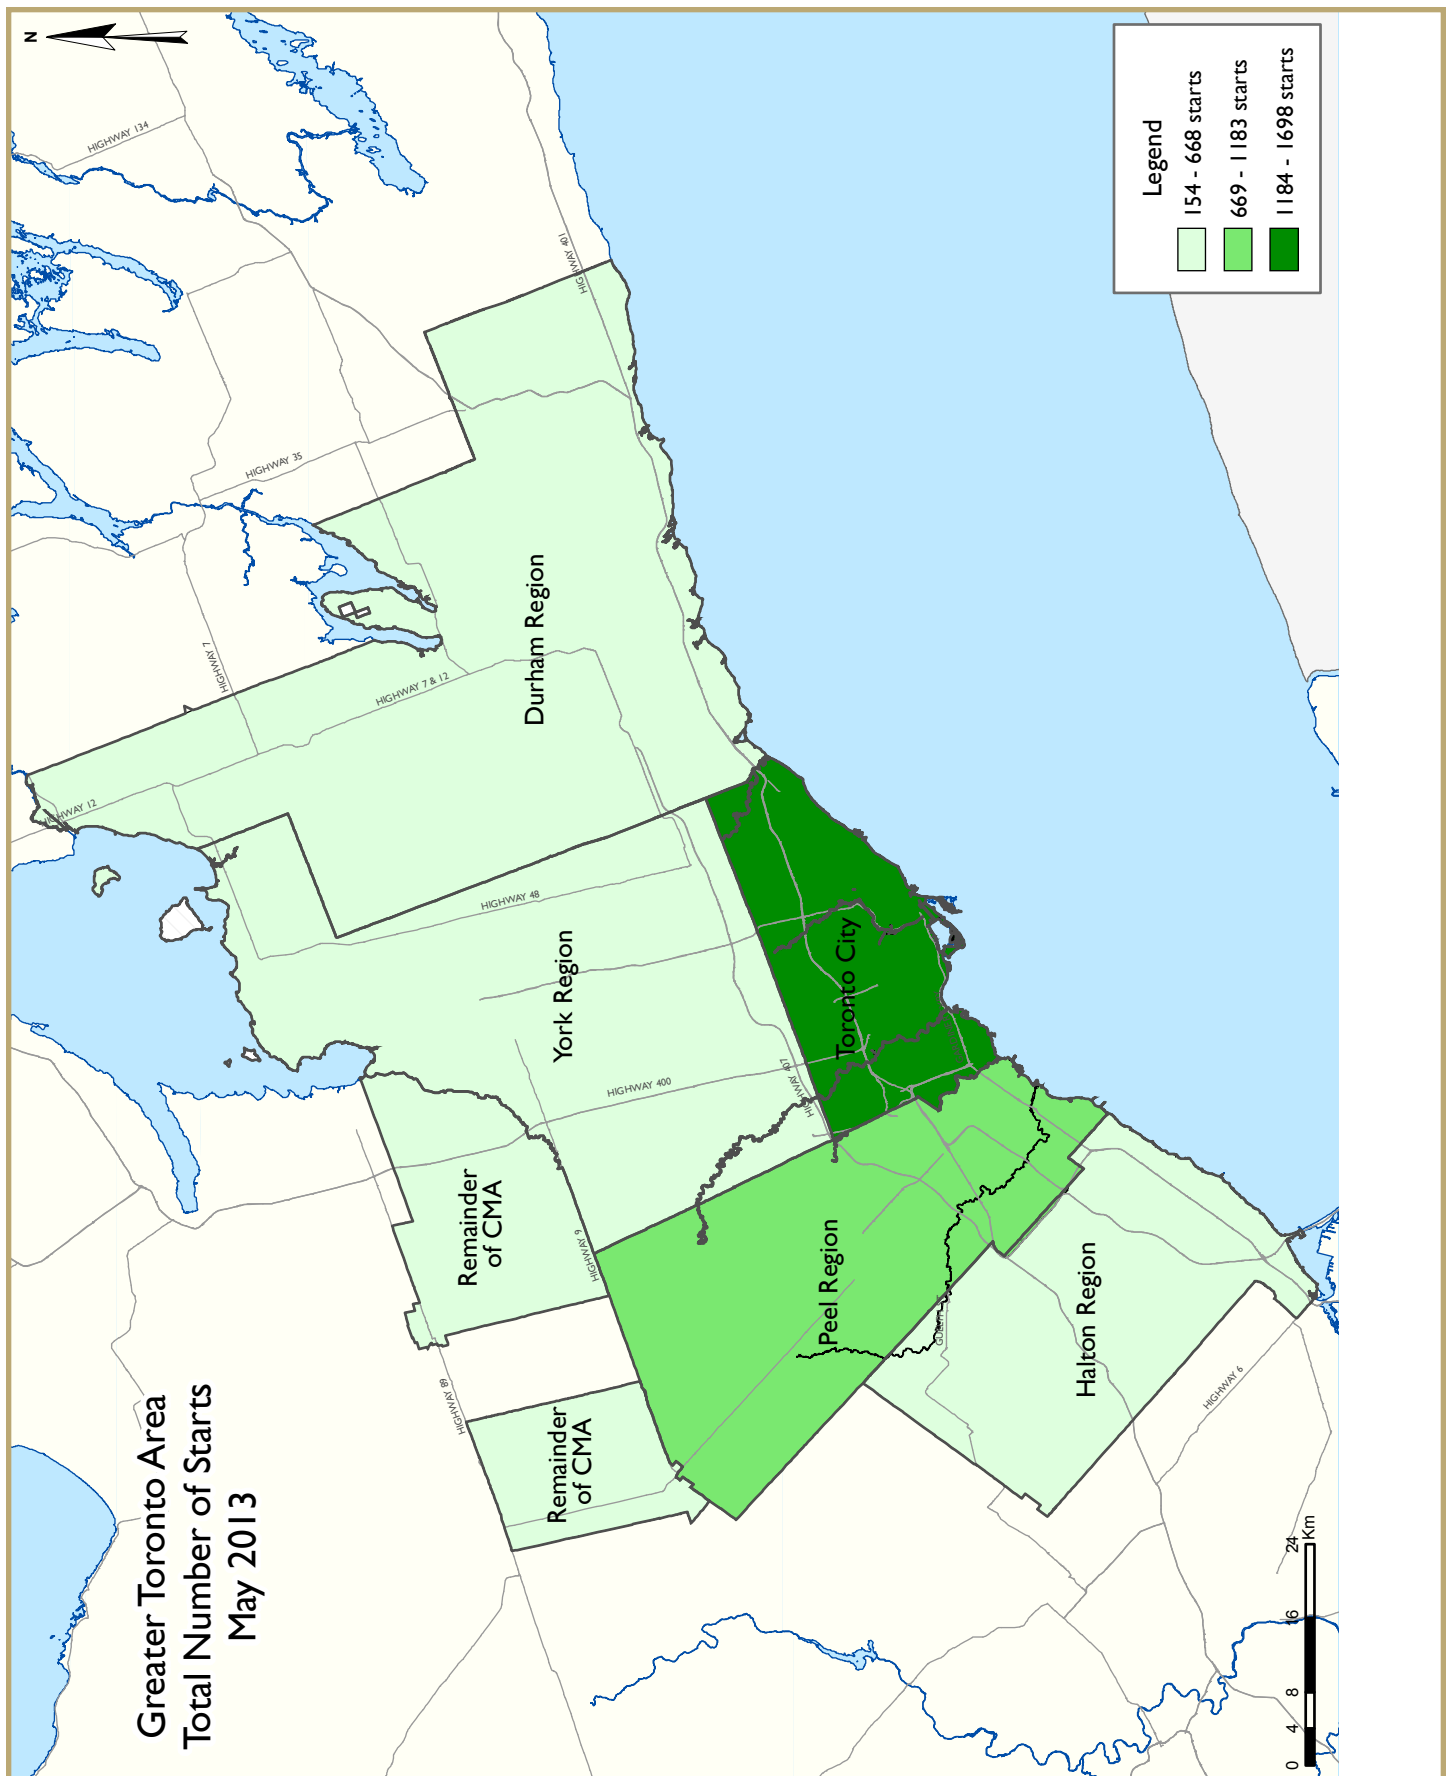 Greater Toronto Area
Total Number of Starts
May 2013
N
Legend
154 - 668 starts
669 - 1183 starts
1184 - 1698 starts
Durham Region
York Region
Toronto City
Peel Region
Halton Region
Remainder
of CMA
Remainder
of CMA
HIGHWAY 134
HIGHWAY 401
HIGHWAY 35
HIGHWAY 7
HIGHWAY 7 & 12
HIGHWAY 12
HIGHWAY 48
HIGHWAY 407
HIGHWAY 400
HIGHWAY 9
HIGHWAY 89
HIGHWAY 6
0 4 8 16 24
Km